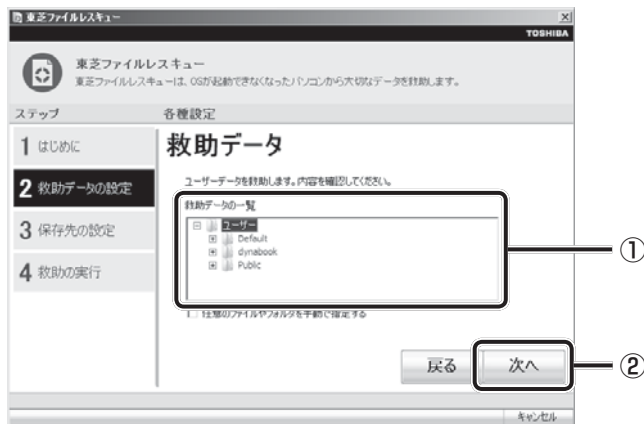 東芝ファイルレスキュー
TOSHIBA
東芝ファイルレスキュー
東芝ファイルレスキューは、OSが起動できなくなったパソコンから大切なデータを救助します。
ステップ
各種設定
1 はじめに
2 救助データの設定
3 保存先の設定
4 救助の実行
救助データ
ユーザーデータを救助します。内容を確認してください。
救助データの一覧
ユーザー
Default
dynabook
Public
①
任意のファイルやフォルダを手動で指定する
戻る
次へ
②
キャンセル